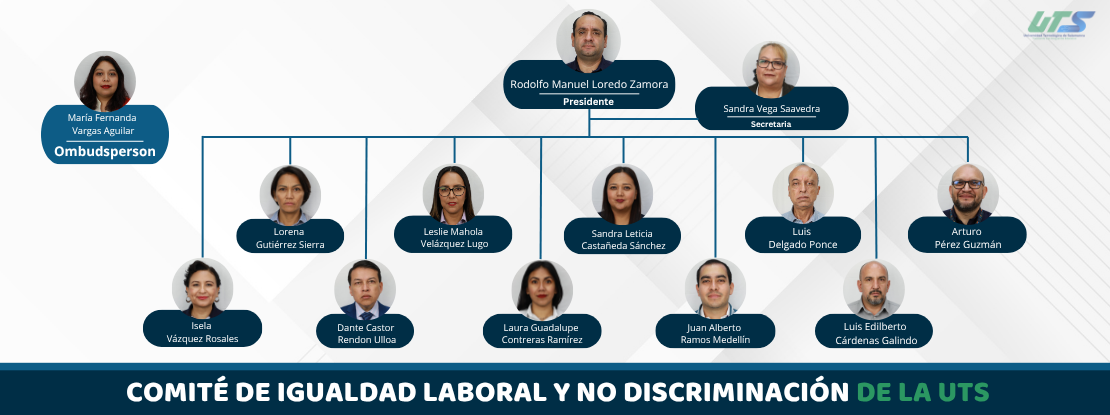 UTS
María Fernanda
Vargas Aguilar
Ombudsperson
Rodolfo Manuel Loredo Zamora
Presidente
Sandra Vega Saavedra
Secretaria
Lorena
Gutiérrez Sierra
Leslie Mahola
Velázquez Lugo
Sandra Leticia
Castañeda Sánchez
Luis
Delgado Ponce
Arturo
Pérez Guzmán
Isela
Vázquez Rosales
Dante Castor
Rendon Ulloa
Laura Guadalupe
Contreras Ramírez
Juan Alberto
Ramos Medellín
Luis Edilberto
Cárdenas Galindo
COMITÉ DE IGUALDAD LABORAL Y NO DISCRIMINACIÓN DE LA UTS